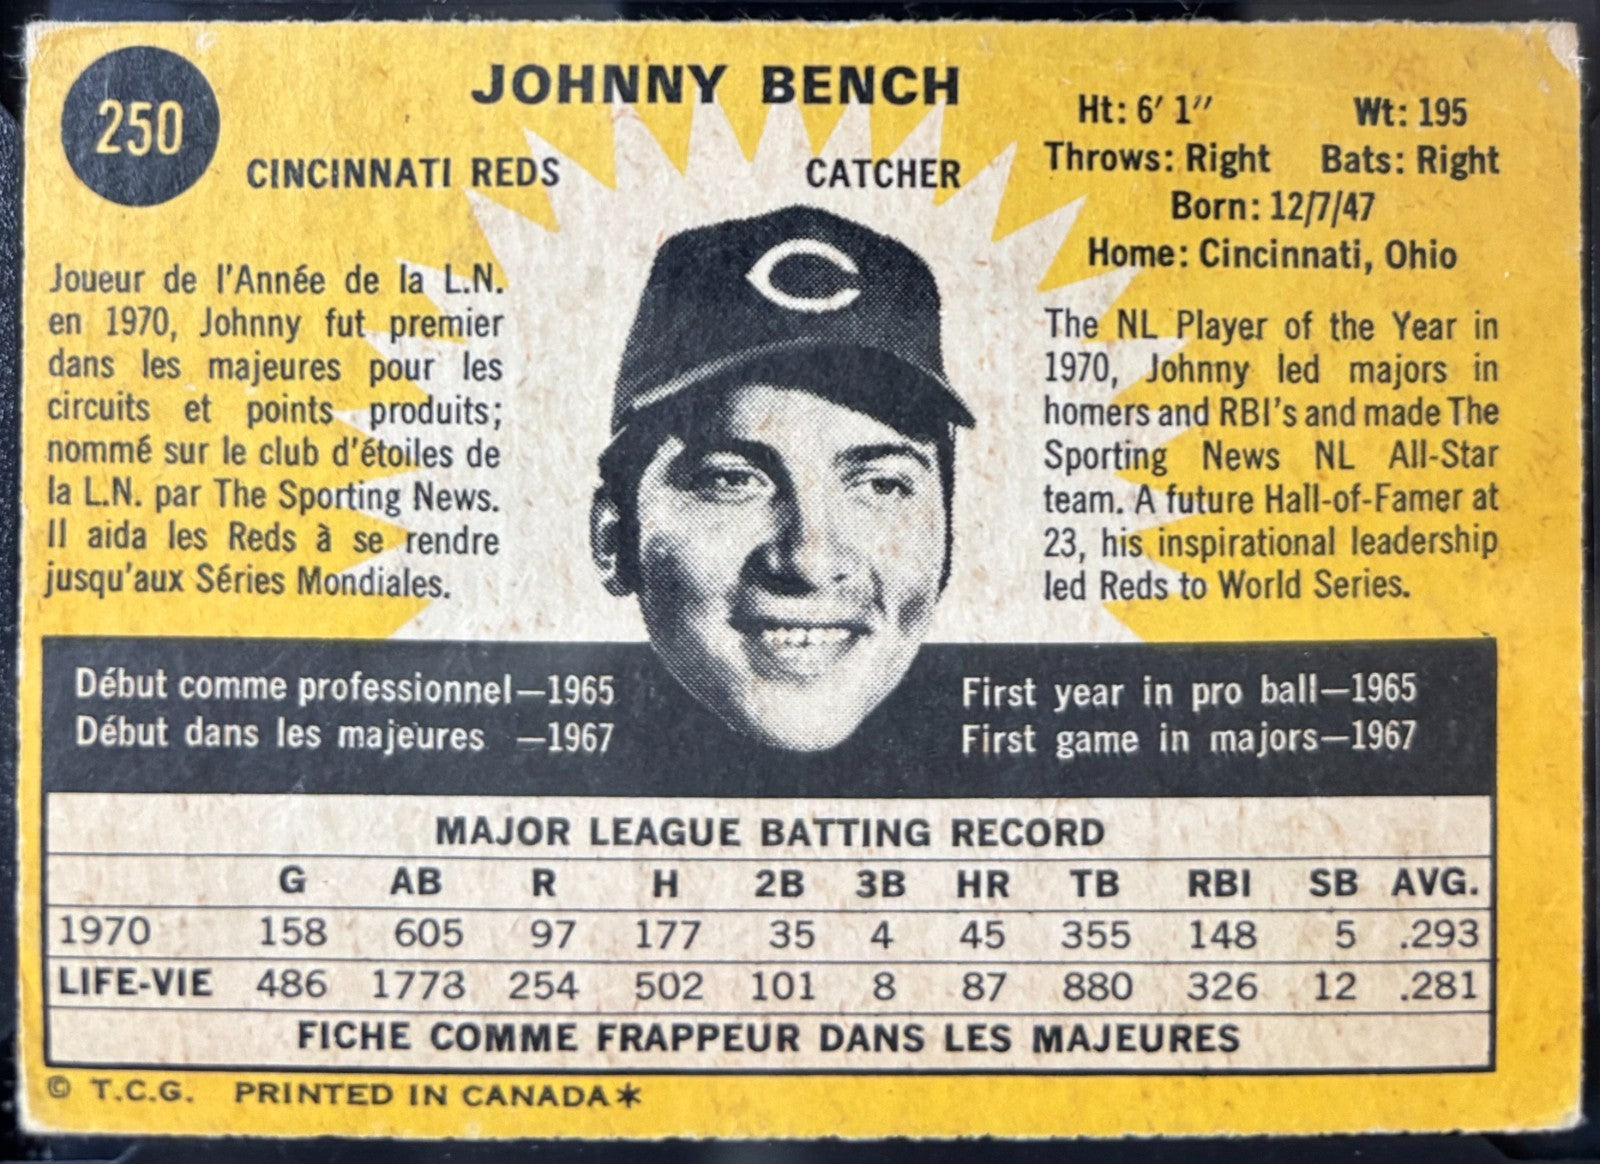 250
JOHNNY BENCH
CINCINNATI REDS CATCHER
Ht: 6' 1" Wt: 195
Throws: Right Bats: Right
Born: 12/7/47
Home: Cincinnati, Ohio
Joueur de l'Année de la L.N.
en 1970, Johnny fut premier
dans les majeures pour les
circuits et points produits;
nommé sur le club d'étoiles de
la L.N. par The Sporting News.
Il aida les Reds à se rendre
jusqu'aux Séries Mondiales.
C
The NL Player of the Year in
1970, Johnny led majors in
homers and RBI's and made The
Sporting News NL All-Star
team. A future Hall-of-Famer at
23, his inspirational leadership
led Reds to World Series.
Début comme professionnel—1965
Début dans les majeures —1967
First year in pro ball—1965
First game in majors—1967
MAJOR LEAGUE BATTING RECORD
G AB R H 2B 3B HR TB RBI SB AVG.
1970 158 605 97 177 35 4 45 355 148 5 .293
LIFE-VIE 486 1773 254 502 101 8 87 880 326 12 .281
FICHE COMME FRAPPEUR DANS LES MAJEURES
© T.C.G. PRINTED IN CANADA*